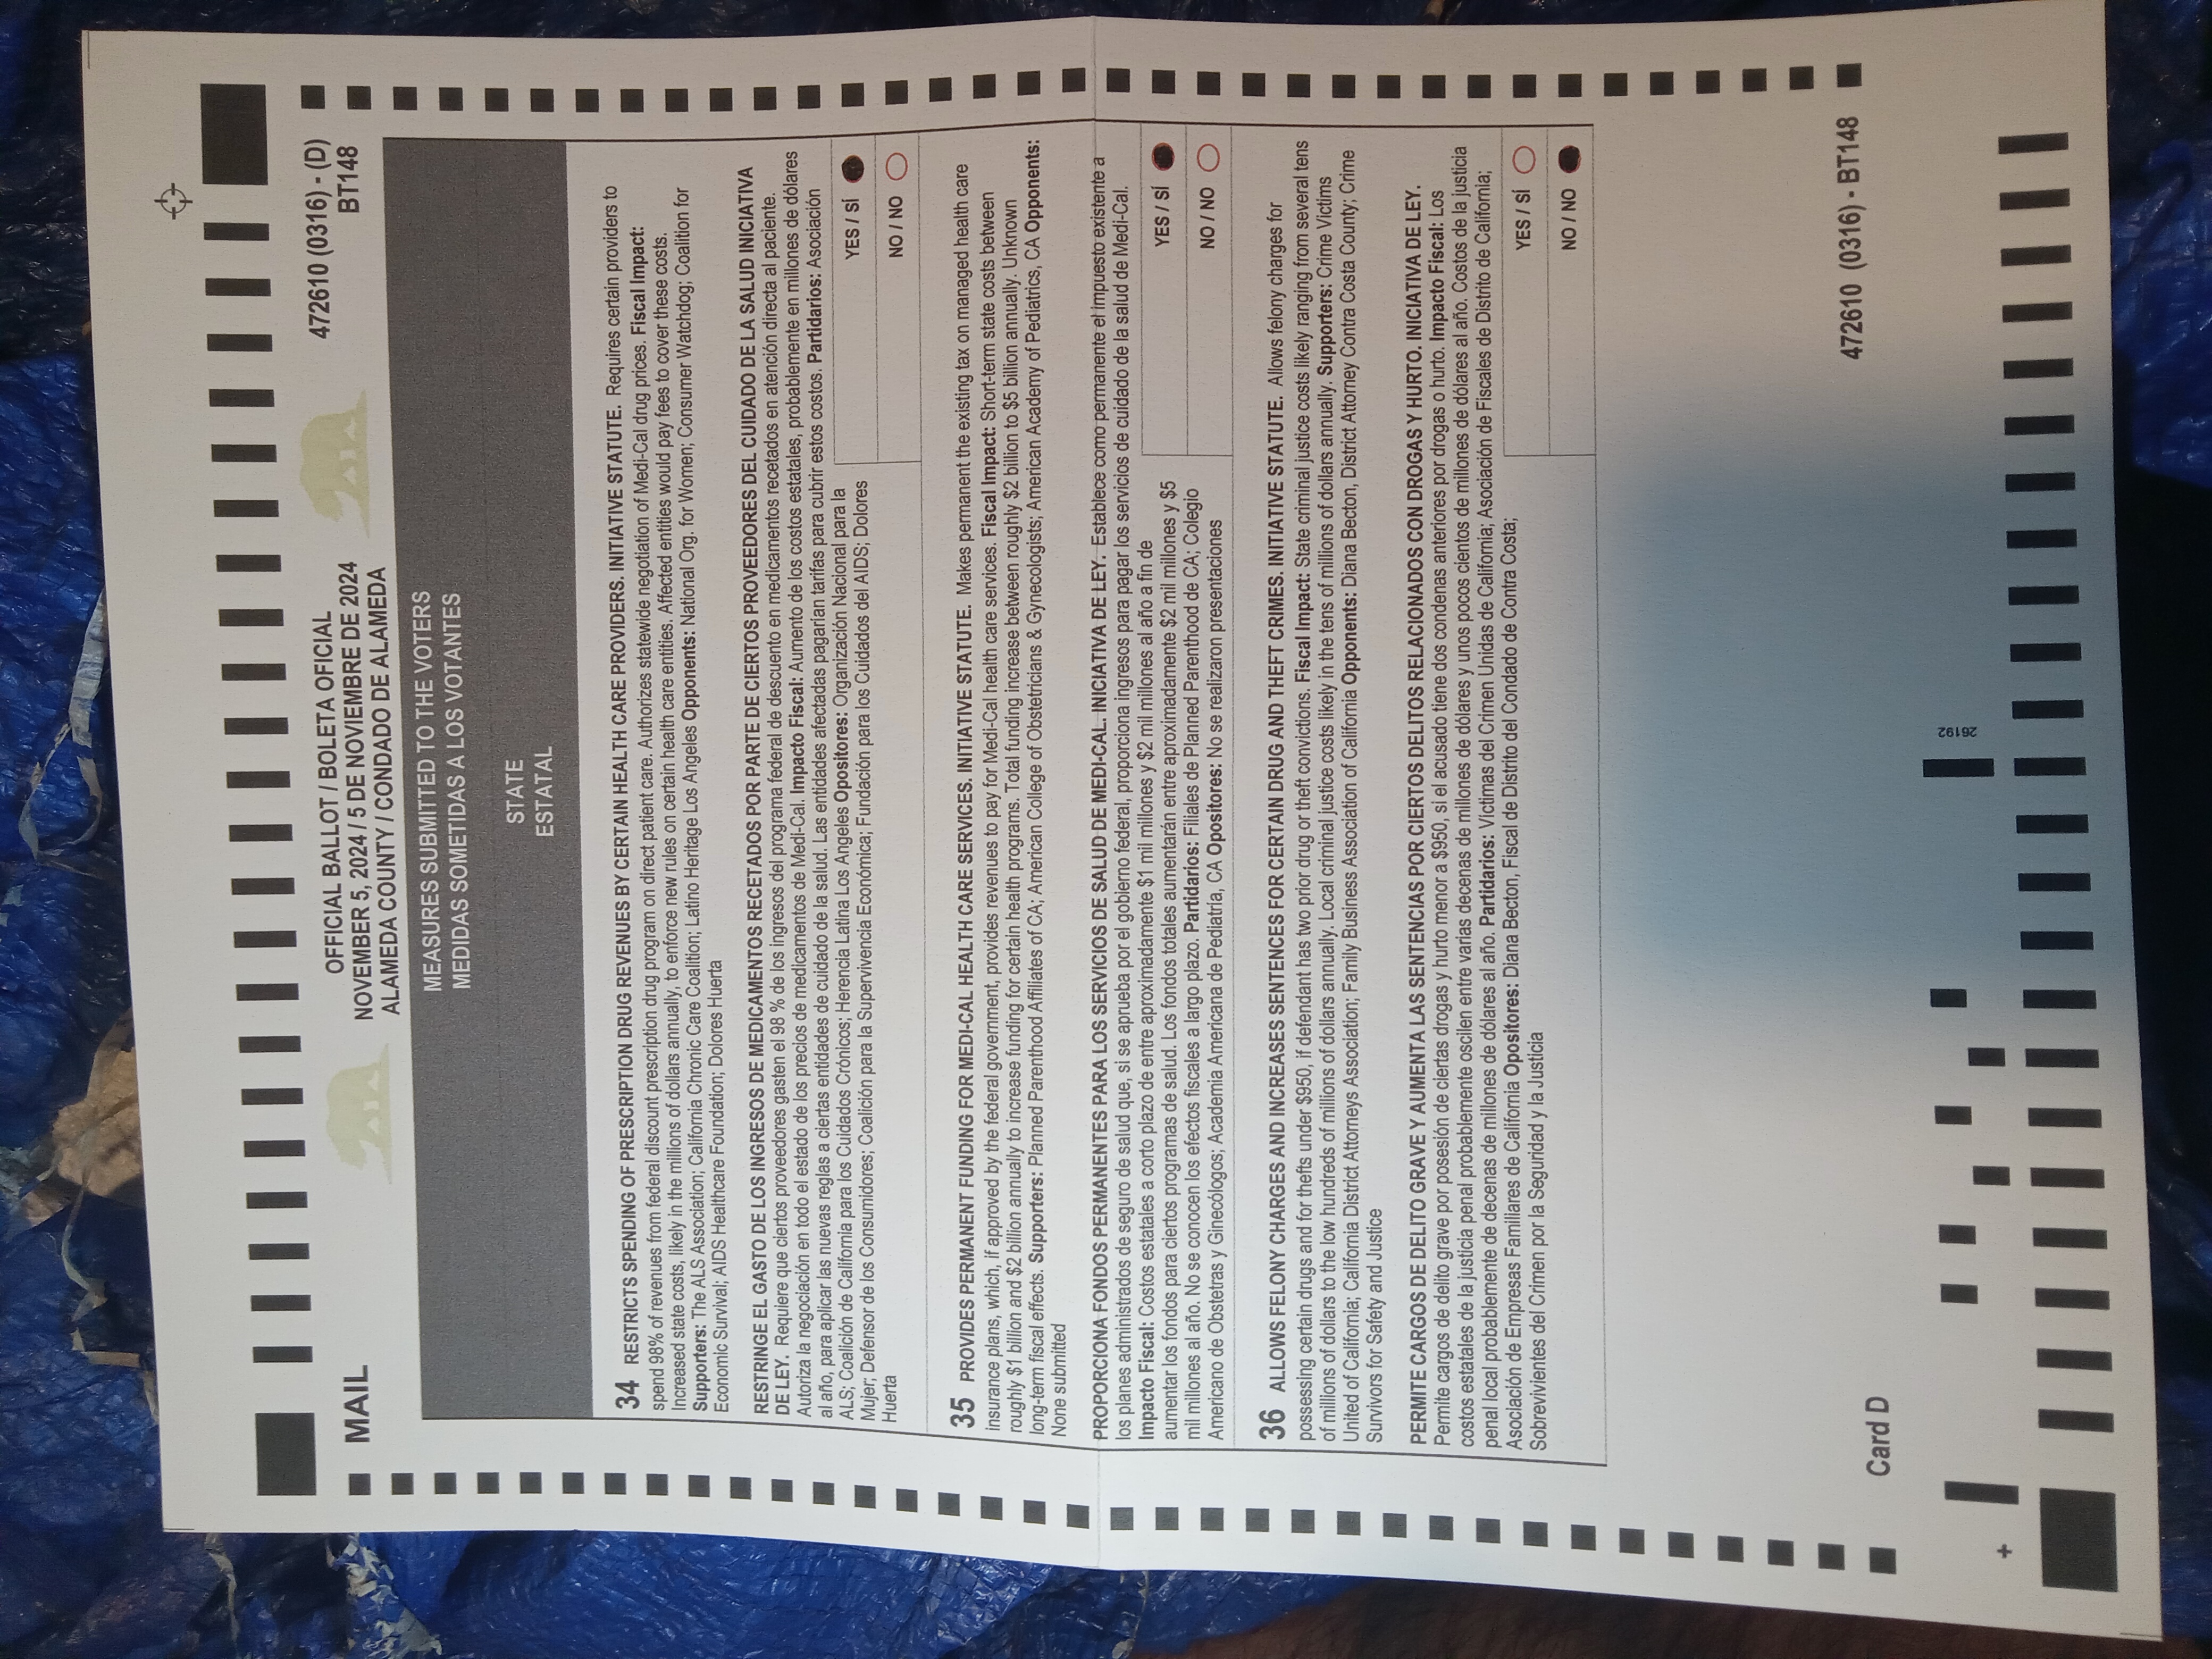 MAIL
OFFICIAL BALLOT / BOLETA OFICIAL
NOVEMBER 5, 2024 / 5 DE NOVIEMBRE DE 2024
ALAMEDA COUNTY / CONDADO DE ALAMEDA
472610 (0316) - (D)
BT148
MEASURES SUBMITTED TO THE VOTERS
MEDIDAS SOMETIDAS A LOS VOTANTES
STATE
ESTATAL
34 RESTRICTS SPENDING OF PRESCRIPTION DRUG REVENUES BY CERTAIN HEALTH CARE PROVIDERS. INITIATIVE STATUTE. Requires certain providers to
spend 98% of revenues from federal discount prescription drug program on direct patient care. Authorizes statewide negotiation of Medi-Cal drug prices. Fiscal Impact:
Increased state costs, likely in the millions of dollars annually, to enforce new rules on certain health care entities. Affected entities would pay fees to cover these costs.
Supporters: The ALS Association; California Chronic Care Coalition; Latino Heritage Los Angeles Opponents: National Org. for Women; Consumer Watchdog; Coalition for
Economic Survival; AIDS Healthcare Foundation; Dolores Huerta
RESTRINGE EL GASTO DE LOS INGRESOS DE MEDICAMENTOS RECETADOS POR PARTE DE CIERTOS PROVEEDORES DEL CUIDADO DE LA SALUD INICIATIVA
DE LEY. Requiere que ciertos proveedores gasten el 98 % de los ingresos del programa federal de descuento en medicamentos recetados en atención directa al paciente.
Autoriza la negociación en todo el estado de los precios de medicamentos de Medi-Cal. Impacto Fiscal: Aumento de los costos estatales, probablemente en millones de dólares
al año, para aplicar las nuevas reglas a ciertas entidades de cuidado de la salud. Las entidades afectadas pagarían tarifas para cubrir estos costos. Partidarios: Asociación
ALS; Coalición de California para los Cuidados Crónicos; Herencia Latina Los Angeles Opositores: Organización Nacional para la
Mujer; Defensor de los Consumidores; Coalición para la Supervivencia Económica; Fundación para los Cuidados del AIDS; Dolores
Huerta
YES / SÍ
NO / NO
35 PROVIDES PERMANENT FUNDING FOR MEDI-CAL HEALTH CARE SERVICES. INITIATIVE STATUTE. Makes permanent the existing tax on managed health care
insurance plans, which, if approved by the federal government, provides revenues to pay for Medi-Cal health care services. Fiscal Impact: Short-term state costs between
roughly $1 billion and $2 billion annually to increase funding for certain health programs. Total funding increase between roughly $2 billion to $5 billion annually. Unknown
long-term fiscal effects. Supporters: Planned Parenthood Affiliates of CA; American College of Obstetricians & Gynecologists; American Academy of Pediatrics, CA Opponents:
None submitted
PROPORCIONA FONDOS PERMANENTES PARA LOS SERVICIOS DE SALUD DE MEDI-CAL. INICIATIVA DE LEY. Establece como permanente el impuesto existente a
los planes administrados de seguro de salud que, si se aprueba por el gobierno federal, proporciona ingresos para pagar los servicios de cuidado de la salud de Medi-Cal.
Impacto Fiscal: Costos estatales a corto plazo de entre aproximadamente $1 mil millones y $2 mil millones al año a fin de
aumentar los fondos para ciertos programas de salud. Los fondos totales aumentarán entre aproximadamente $2 mil millones y $5
mil millones al año. No se conocen los efectos fiscales a largo plazo. Partidarios: Filiales de Planned Parenthood de CA; Colegio
Americano de Obstetras y Ginecólogos; Academia Americana de Pediatría, CA Opositores: No se realizaron presentaciones
YES / SÍ
NO / NO
36 ALLOWS FELONY CHARGES AND INCREASES SENTENCES FOR CERTAIN DRUG AND THEFT CRIMES. INITIATIVE STATUTE. Allows felony charges for
possessing certain drugs and for thefts under $950, if defendant has two prior drug or theft convictions. Fiscal Impact: State criminal justice costs likely ranging from several tens
of millions of dollars to the low hundreds of millions of dollars annually. Local criminal justice costs likely in the tens of millions of dollars annually. Supporters: Crime Victims
United of California; California District Attorneys Association; Family Business Association of California Opponents: Diana Becton, District Attorney Contra Costa County; Crime
Survivors for Safety and Justice
PERMITE CARGOS DE DELITO GRAVE Y AUMENTA LAS SENTENCIAS POR CIERTOS DELITOS RELACIONADOS CON DROGAS Y HURTO. INICIATIVA DE LEY.
Permite cargos de delito grave por posesión de ciertas drogas y hurto menor a $950, si el acusado tiene dos condenas anteriores por drogas o hurto. Impacto Fiscal: Los
costos estatales de la justicia penal probablemente oscilen entre varias decenas de millones de dólares y unos pocos cientos de millones de dólares al año. Costos de la justicia
penal local probablemente de decenas de millones de dólares al año. Partidarios: Víctimas del Crimen Unidas de California; Asociación de Fiscales de Distrito de California;
Asociación de Empresas Familiares de California Opositores: Diana Becton, Fiscal de Distrito del Condado de Contra Costa;
Sobrevivientes del Crimen por la Seguridad y la Justicia
YES / SÍ
NO / NO
472610 (0316) - BT148
Card D
26192